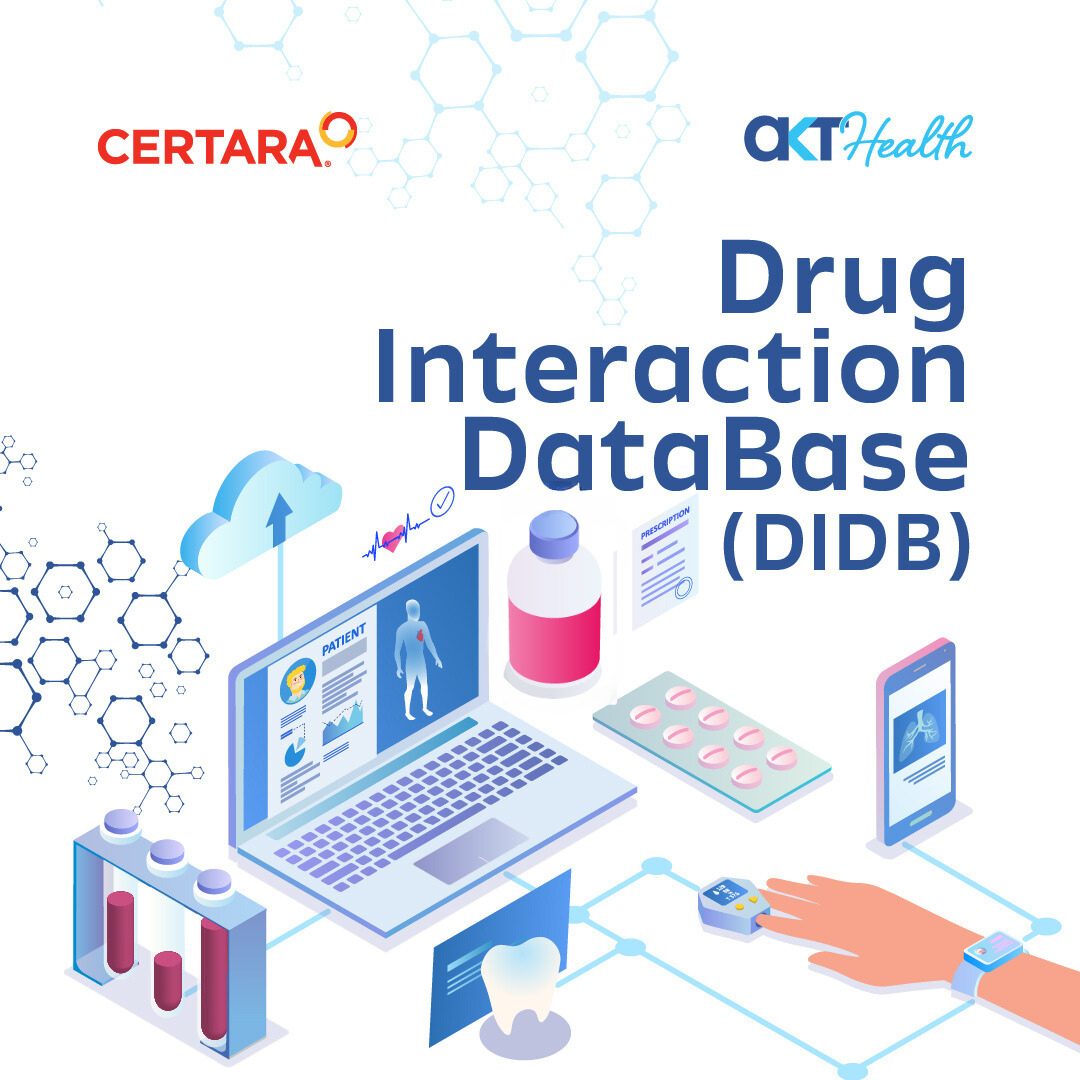 CERTARA®
AKT Health
Drug
Interaction
DataBase
(DIDB)
PRESCRIPTION
PATIENT